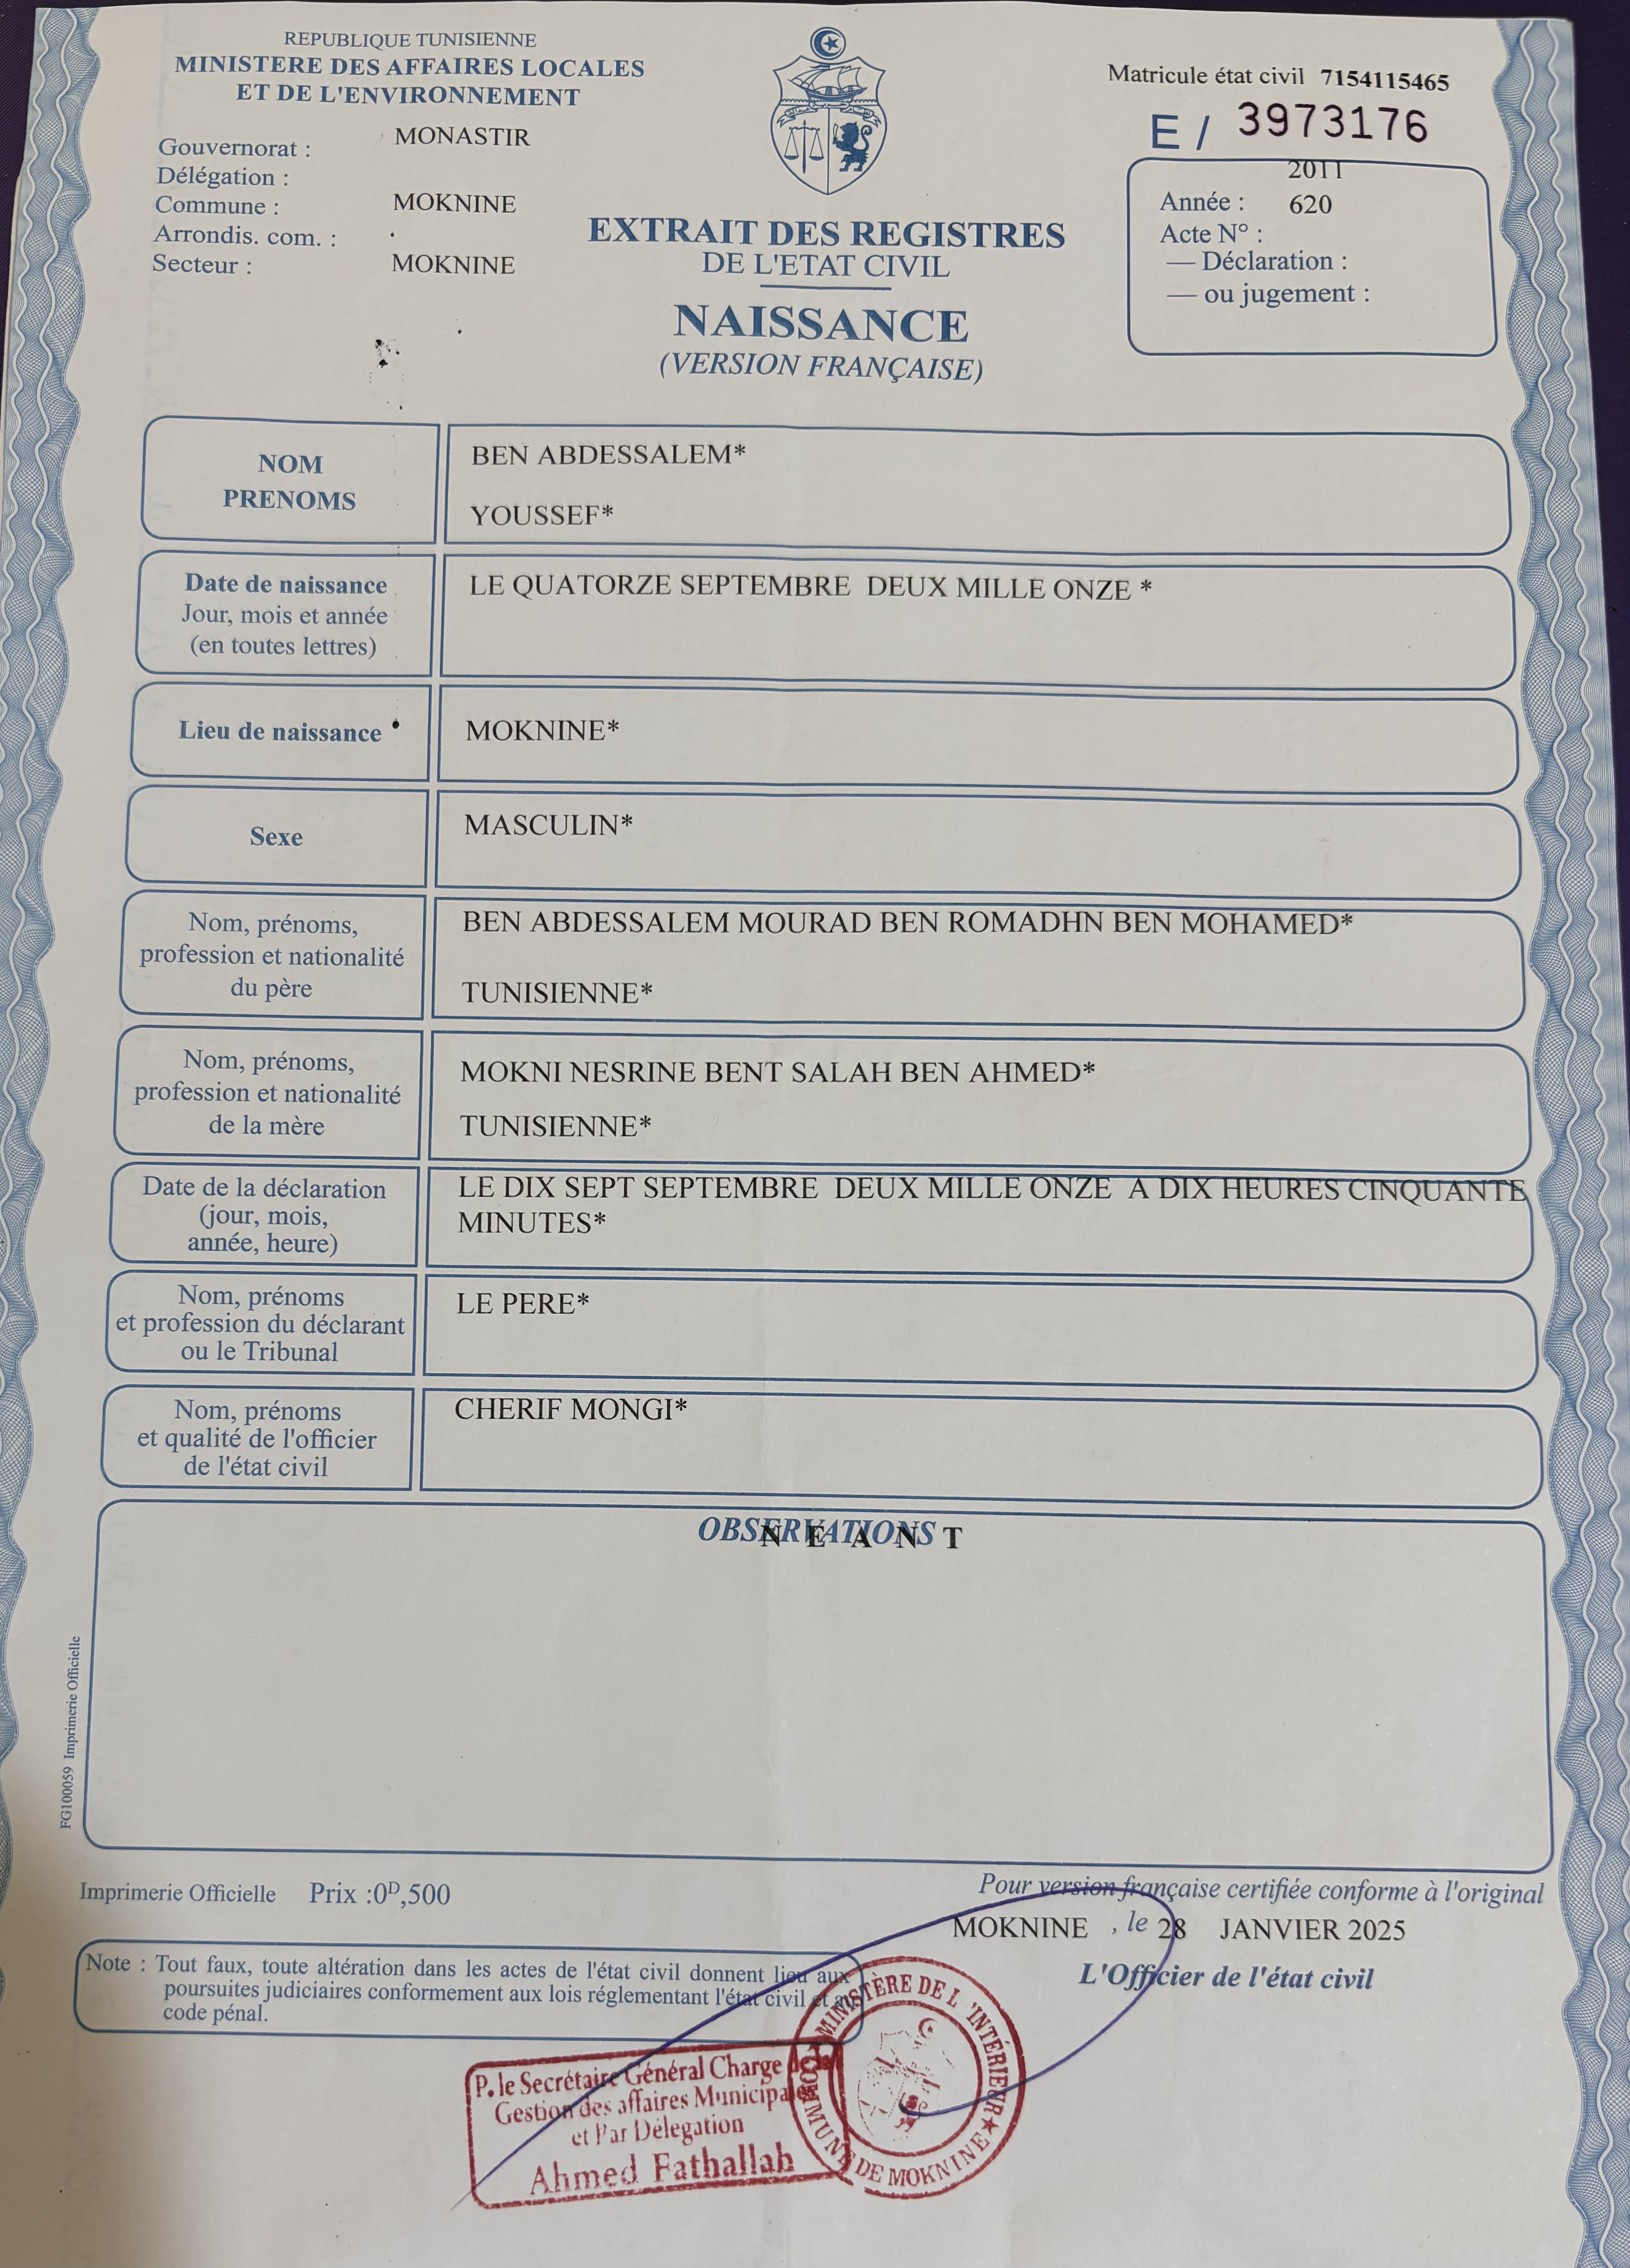 REPUBLIQUE TUNISIENNE
MINISTERE DES AFFAIRES LOCALES
ET DE L'ENVIRONNEMENT
Gouvernorat : MONASTIR
Délégation :
Commune : MOKNINE
Arrondis. com. :
Secteur : MOKNINE
Matricule état civil 7154115465
E / 3973176
2011
Année : 620
Acte N° :
— Déclaration :
— ou jugement :
EXTRAIT DES REGISTRES
DE L'ETAT CIVIL
NAISSANCE
(VERSION FRANÇAISE)
NOM
PRENOMS
BEN ABDESSALEM*
YOUSSEF*
Date de naissance
Jour, mois et année
(en toutes lettres)
LE QUATORZE SEPTEMBRE DEUX MILLE ONZE *
Lieu de naissance
MOKNINE*
Sexe
MASCULIN*
Nom, prénoms,
profession et nationalité
du père
BEN ABDESSALEM MOURAD BEN ROMADHN BEN MOHAMED*
TUNISIENNE*
Nom, prénoms,
profession et nationalité
de la mère
MOKNI NESRINE BENT SALAH BEN AHMED*
TUNISIENNE*
Date de la déclaration
(jour, mois,
année, heure)
LE DIX SEPT SEPTEMBRE DEUX MILLE ONZE A DIX HEURES CINQUANTE
MINUTES*
Nom, prénoms
et profession du déclarant
ou le Tribunal
LE PERE*
Nom, prénoms
et qualité de l'officier
de l'état civil
CHERIF MONGI*
OBSERVATIONS
N E A N T
FG100059 Imprimerie Officielle
Imprimerie Officielle Prix :0D,500
Pour version française certifiée conforme à l'original
MOKNINE , le 28 JANVIER 2025
L'Officier de l'état civil
Note : Tout faux, toute altération dans les actes de l'état civil donnent lieu aux
poursuites judiciaires conformement aux lois réglementant l'état civil et au
code pénal.
P. le Secrétaire Général Charge de la
Gestion des affaires Municipales
et Par Délegation
Ahmed Fathallah
MINISTÈRE DE L'INTÉRIEUR
COMMUNE DE MOKNINE